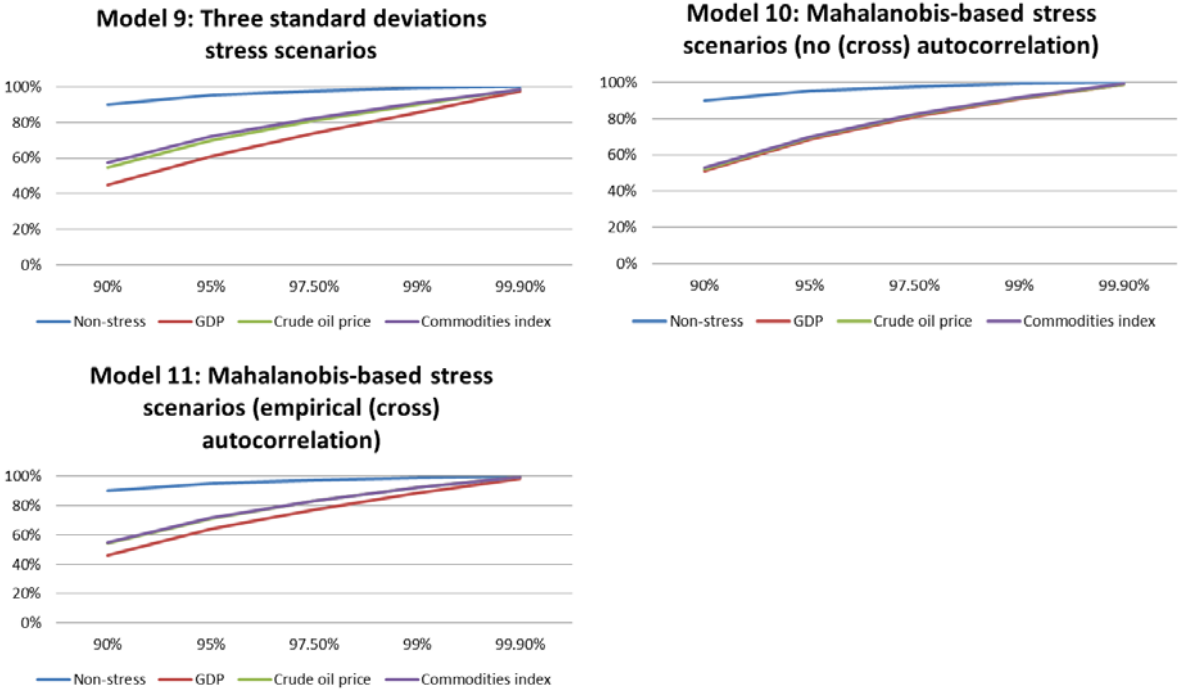 Model 9: Three standard deviations
stress scenarios
100%
80%
60%
40%
20%
0%
90% 95% 97.50% 99% 99.90%
Non-stress GDP Crude oil price Commodities index
Model 10: Mahalanobis-based stress
scenarios (no (cross) autocorrelation)
100%
80%
60%
40%
20%
0%
90% 95% 97.50% 99% 99.90%
Non-stress GDP Crude oil price Commodities index
Model 11: Mahalanobis-based stress
scenarios (empirical (cross)
autocorrelation)
100%
80%
60%
40%
20%
0%
90% 95% 97.50% 99% 99.90%
Non-stress GDP Crude oil price Commodities index